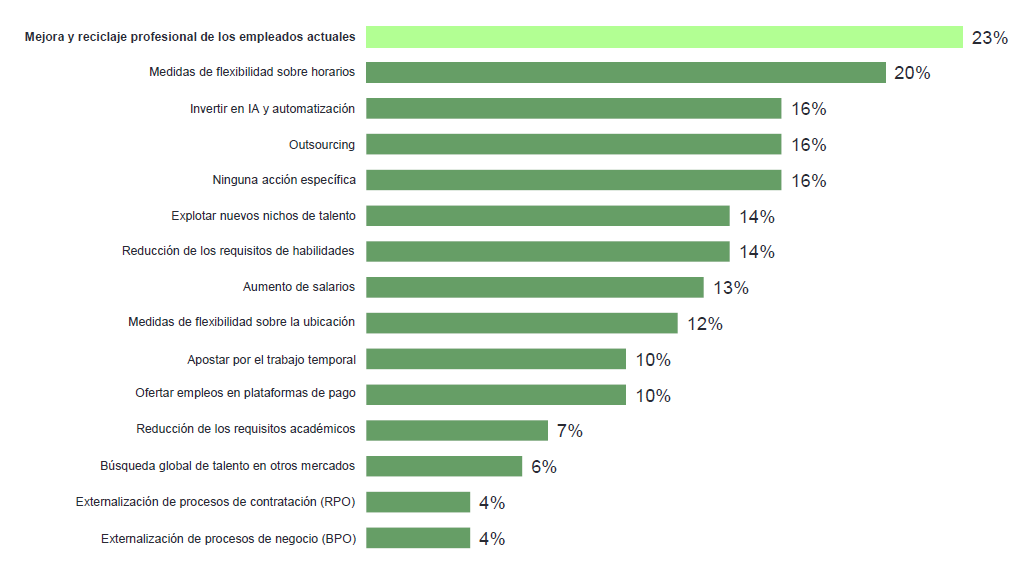 Mejora y reciclaje profesional de los empleados actuales 23%
Medidas de flexibilidad sobre horarios 20%
Invertir en IA y automatización 16%
Outsourcing 16%
Ninguna acción específica 16%
Explotar nuevos nichos de talento 14%
Reducción de los requisitos de habilidades 14%
Aumento de salarios 13%
Medidas de flexibilidad sobre la ubicación 12%
Apostar por el trabajo temporal 10%
Ofertar empleos en plataformas de pago 10%
Reducción de los requisitos académicos 7%
Búsqueda global de talento en otros mercados 6%
Externalización de procesos de contratación (RPO) 4%
Externalización de procesos de negocio (BPO) 4%